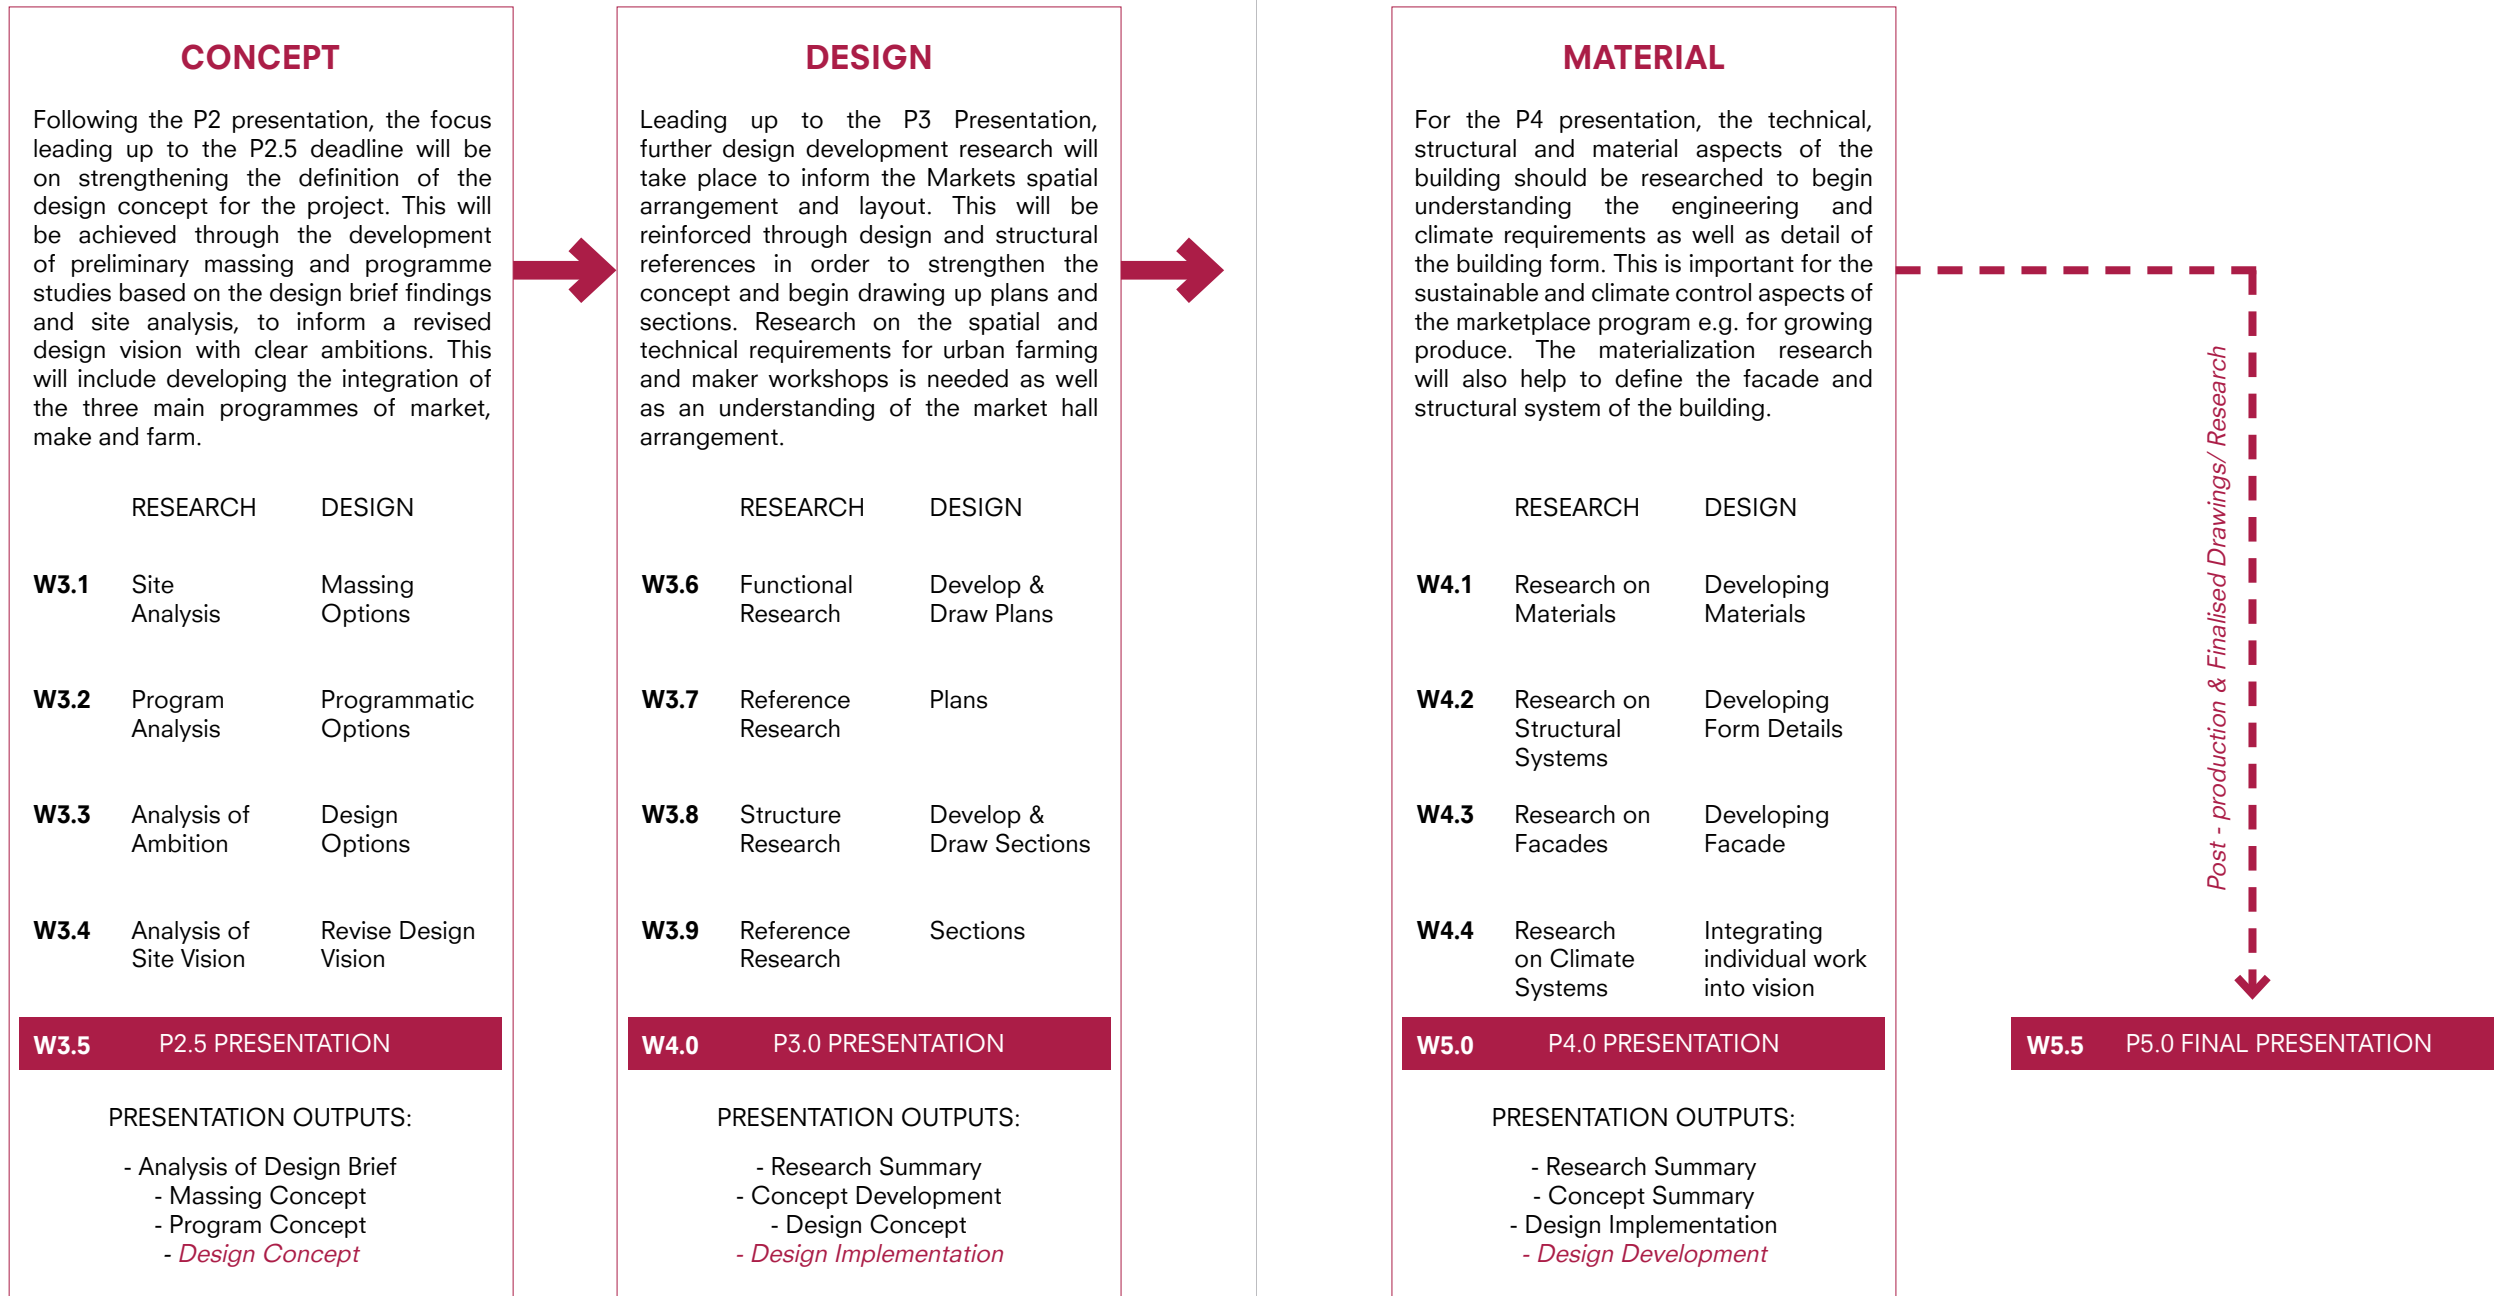 CONCEPT
Following the P2 presentation, the focus
leading up to the P2.5 deadline will be
on strengthening the definition of the
design concept for the project. This will
be achieved through the development
of preliminary massing and programme
studies based on the design brief findings
and site analysis, to inform a revised
design vision with clear ambitions. This
will include developing the integration of
the three main programmes of market,
make and farm.
RESEARCH DESIGN
W3.1 Site Massing
Analysis Options
W3.2 Program Programmatic
Analysis Options
W3.3 Analysis of Design
Ambition Options
W3.4 Analysis of Revise Design
Site Vision Vision
W3.5 P2.5 PRESENTATION
PRESENTATION OUTPUTS:
- Analysis of Design Brief
- Massing Concept
- Program Concept
- Design Concept
DESIGN
Leading up to the P3 Presentation,
further design development research will
take place to inform the Markets spatial
arrangement and layout. This will be
reinforced through design and structural
references in order to strengthen the
concept and begin drawing up plans and
sections. Research on the spatial and
technical requirements for urban farming
and maker workshops is needed as well
as an understanding of the market hall
arrangement.
RESEARCH DESIGN
W3.6 Functional Develop &
Research Draw Plans
W3.7 Reference Plans
Research
W3.8 Structure Develop &
Research Draw Sections
W3.9 Reference Sections
Research
W4.0 P3.0 PRESENTATION
PRESENTATION OUTPUTS:
- Research Summary
- Concept Development
- Design Concept
- Design Implementation
MATERIAL
For the P4 presentation, the technical,
structural and material aspects of the
building should be researched to begin
understanding the engineering and
climate requirements as well as detail of
the building form. This is important for the
sustainable and climate control aspects of
the marketplace program e.g. for growing
produce. The materialization research
will also help to define the facade and
structural system of the building.
RESEARCH DESIGN
W4.1 Research on Developing
Materials Materials
W4.2 Research on Developing
Structural Form Details
Systems
W4.3 Research on Developing
Facades Facade
W4.4 Research Integrating
on Climate individual work
Systems into vision
W5.0 P4.0 PRESENTATION
PRESENTATION OUTPUTS:
- Research Summary
- Concept Summary
- Design Implementation
- Design Development
Post - production & Finalised Drawings/ Research
W5.5 P5.0 FINAL PRESENTATION